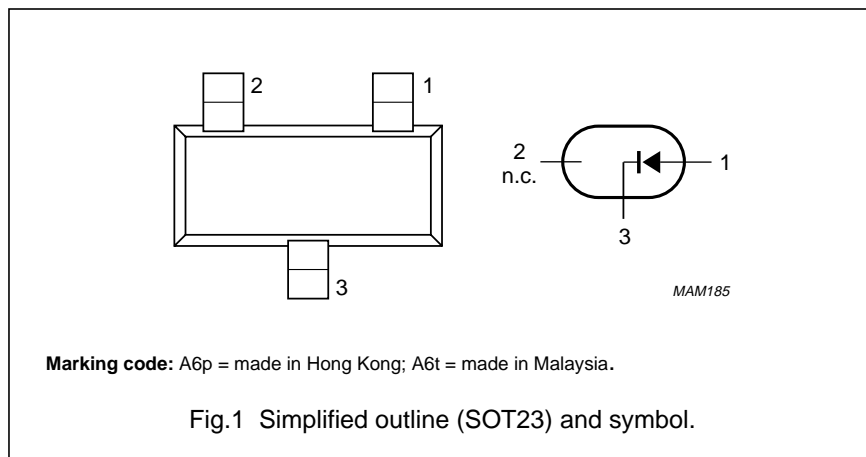 2
1
3
2
n.c.
1
3
MAM185
Marking code: A6p = made in Hong Kong; A6t = made in Malaysia.
Fig.1 Simplified outline (SOT23) and symbol.